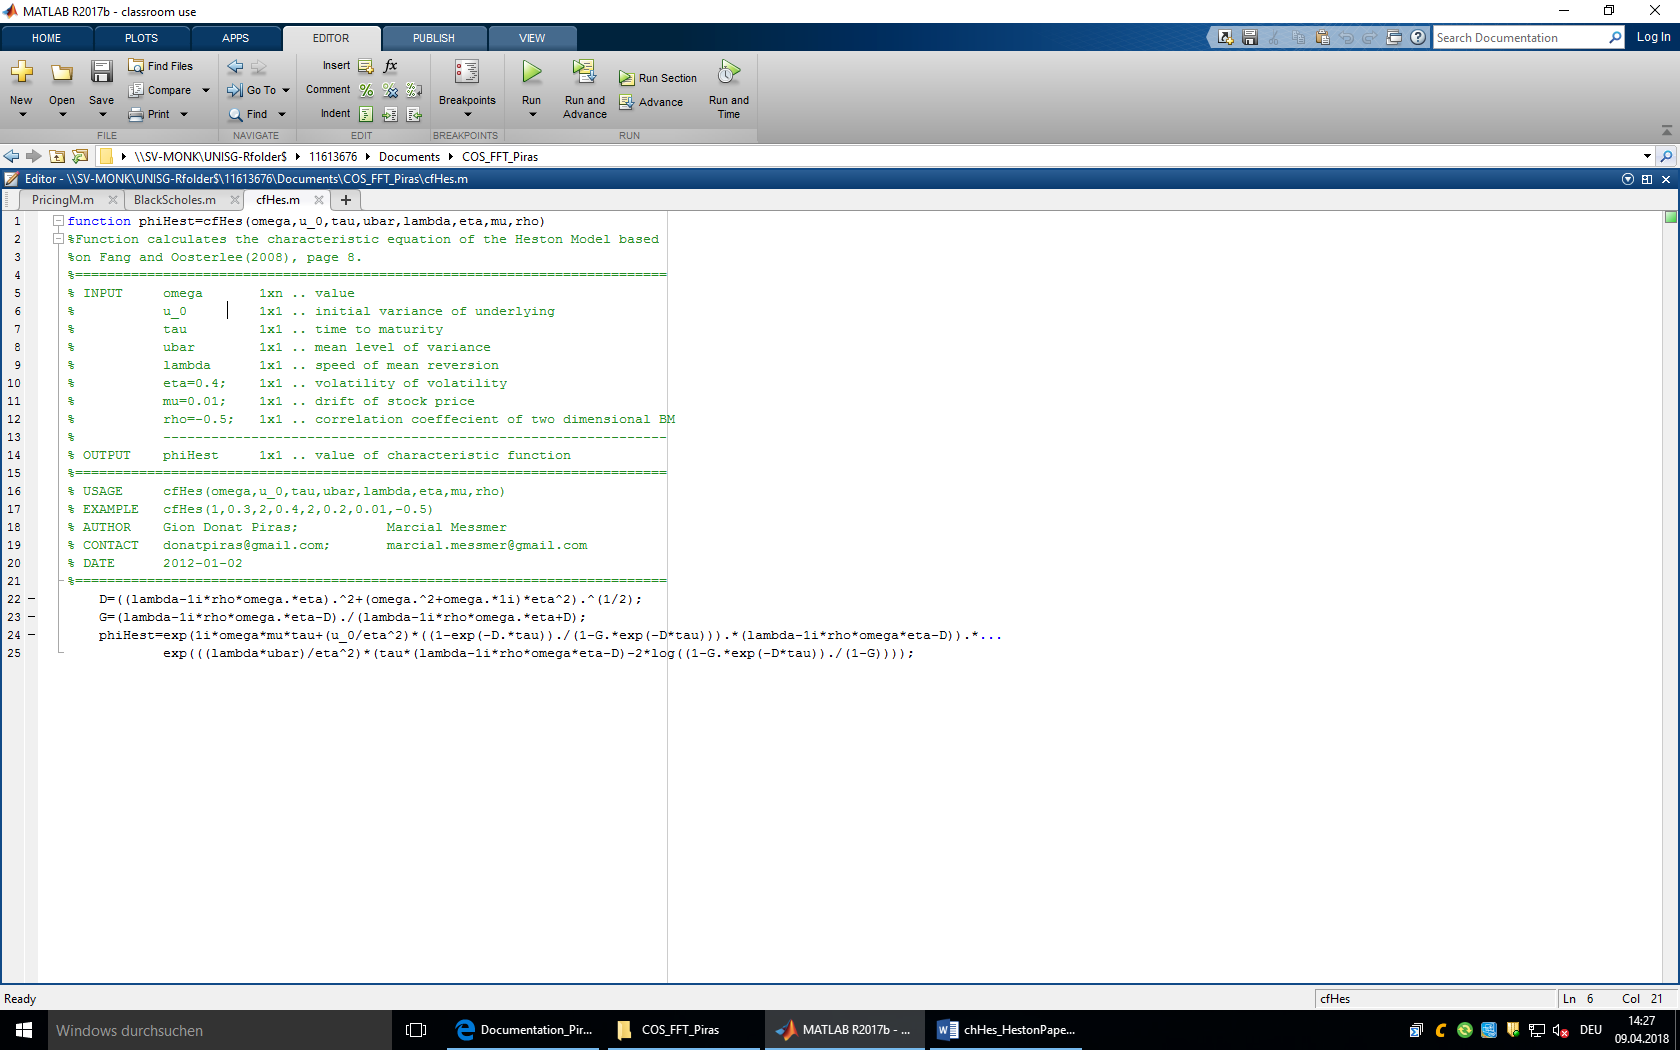 MATLAB R2017b - classroom use
HOME PLOTS APPS EDITOR PUBLISH VIEW
Search Documentation
Log In
New
Open
Save
Find Files
Compare
Print
FILE
Go To
Find
NAVIGATE
Insert
Comment
Indent
EDIT
Breakpoints
BREAKPOINTS
Run
Run and
Advance
Run Section
Advance
Run and
Time
RUN
\\SV-MONK\UNISG-Rfolder$ 11613676 Documents COS_FFT_Piras
Editor - \\SV-MONK\UNISG-Rfolder$\11613676\Documents\COS_FFT_Piras\cfHes.m
PricingM.m BlackScholes.m cfHes.m
1 function phiHest=cfHes(omega,u_0,tau,ubar,lambda,eta,mu,rho)
2 %Function calculates the characteristic equation of the Heston Model based
3 %on Fang and Oosterlee(2008), page 8.
4 %==========================================================================
5 % INPUT omega 1xn .. value
6 % u_0 1x1 .. initial variance of underlying
7 % tau 1x1 .. time to maturity
8 % ubar 1x1 .. mean level of variance
9 % lambda 1x1 .. speed of mean reversion
10 % eta=0.4; 1x1 .. volatility of volatility
11 % mu=0.01; 1x1 .. drift of stock price
12 % rho=-0.5; 1x1 .. correlation coeffecient of two dimensional BM
13 % ---------------------------------------------------------------
14 % OUTPUT phiHest 1x1 .. value of characteristic function
15 %==========================================================================
16 % USAGE cfHes(omega,u_0,tau,ubar,lambda,eta,mu,rho)
17 % EXAMPLE cfHes(1,0.3,2,0.4,2,0.2,0.01,-0.5)
18 % AUTHOR Gion Donat Piras; Marcial Messmer
19 % CONTACT donatpiras@gmail.com; marcial.messmer@gmail.com
20 % DATE 2012-01-02
21 %==========================================================================
22 - D=((lambda-1i*rho*omega.*eta).^2+(omega.^2+omega.*1i)*eta^2).^(1/2);
23 - G=(lambda-1i*rho*omega.*eta-D)./(lambda-1i*rho*omega.*eta+D);
24 - phiHest=exp(1i*omega*mu*tau+(u_0/eta^2)*((1-exp(-D.*tau))./(1-G.*exp(-D*tau))).*(lambda-1i*rho*omega*eta-D)).*...
25 exp(((lambda*ubar)/eta^2)*(tau*(lambda-1i*rho*omega*eta-D)-2*log((1-G.*exp(-D*tau))./(1-G))));
Ready
cfHes
Ln 6 Col 21
Windows durchsuchen
Documentation_Pir...
COS_FFT_Piras
MATLAB R2017b - ...
chHes_HestonPape...
DEU
14:27
09.04.2018